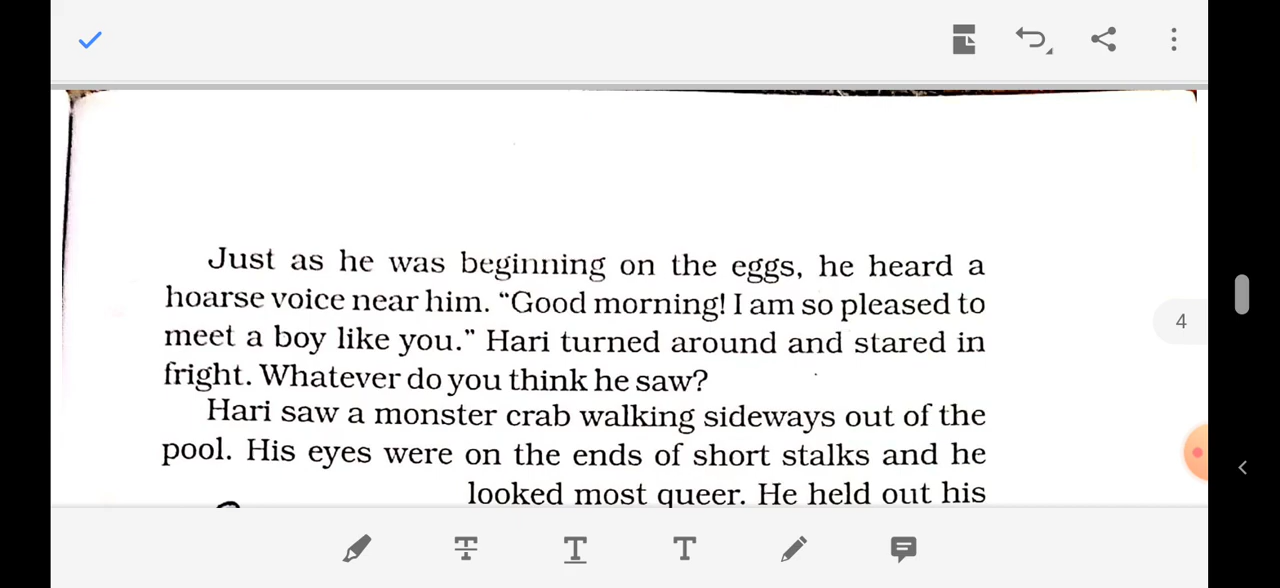 Just as he was beginning on the eggs, he heard a
hoarse voice near him. “Good morning! I am so pleased to
meet a boy like you.” Hari turned around and stared in
fright. Whatever do you think he saw?
4
Hari saw a monster crab walking sideways out of the
pool. His eyes were on the ends of short stalks and he
looked most queer. He held out his